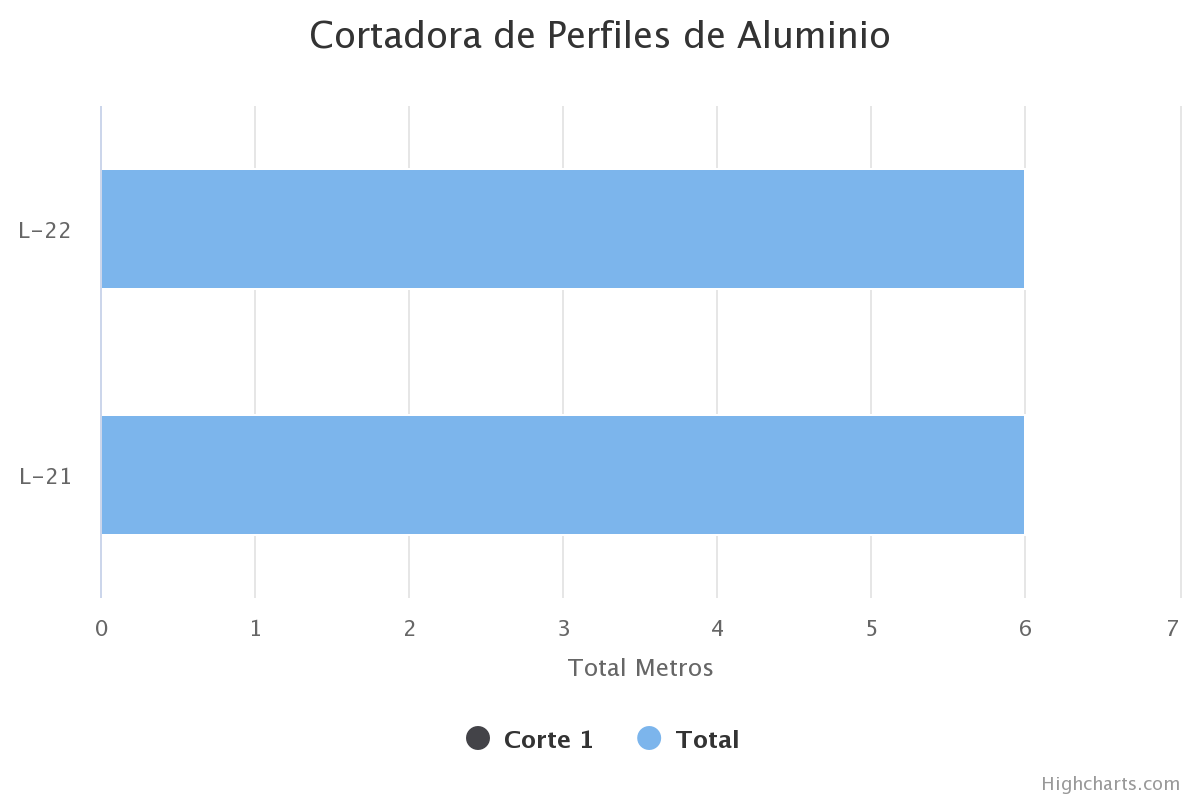 Cortadora de Perfiles de Aluminio
L-22
L-21
0 1 2 3 4 5 6 7
Total Metros
Corte 1 Total
Highcharts.com